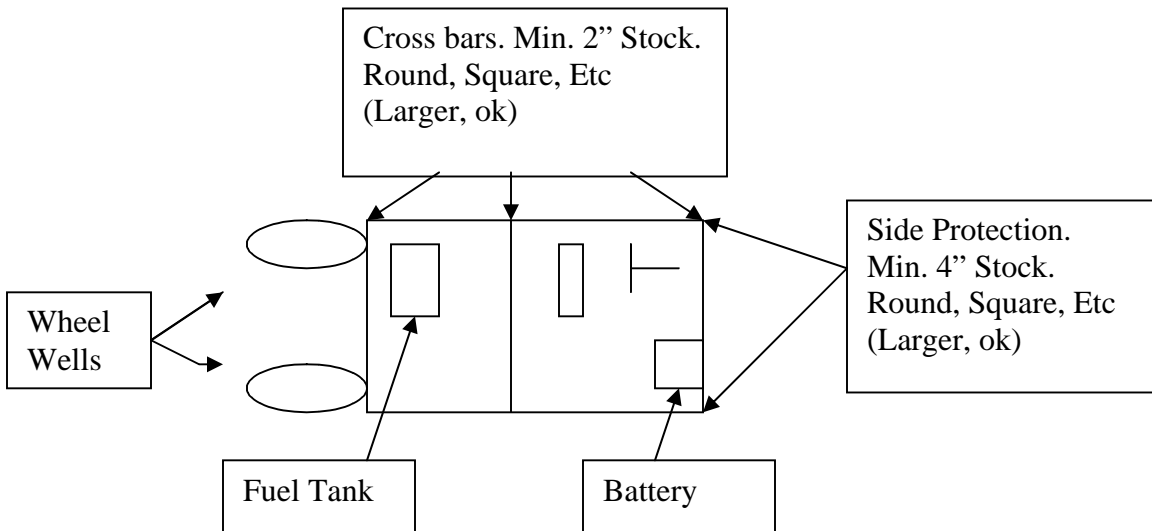 Cross bars. Min. 2” Stock.
Round, Square, Etc
(Larger, ok)
Side Protection.
Min. 4” Stock.
Round, Square, Etc
(Larger, ok)
Wheel
Wells
Fuel Tank
Battery